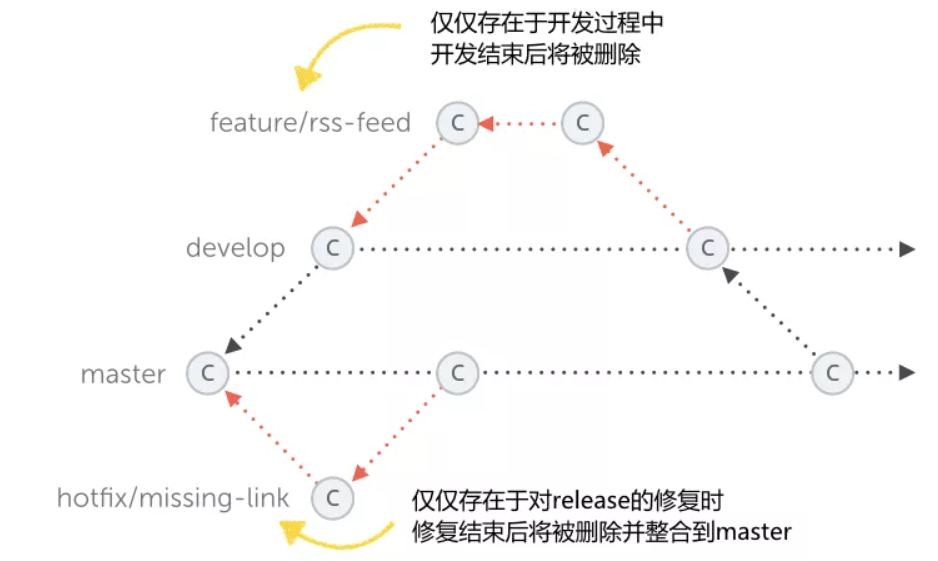 仅仅存在于开发过程中
开发结束后将被删除
feature/rss-feed
C
C
develop
C
C
master
C
C
C
hotfix/missing-link
C
仅仅存在于对release的修复时
修复结束后将被删除并整合到master